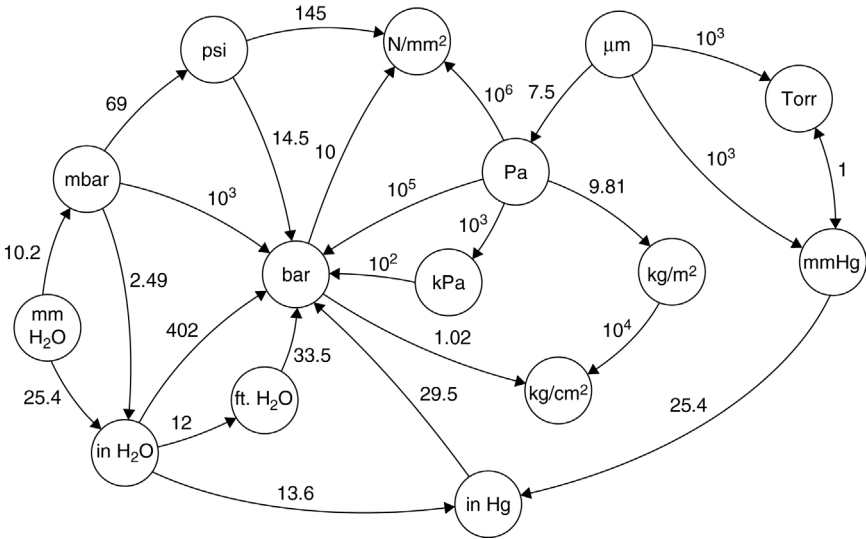 145
psi
N/mm²
μm
10³
Torr
69
10⁶
7.5
14.5
10
mbar
10³
10⁵
Pa
9.81
10³
1
10.2
2.49
bar
10²
10³
kPa
kg/m²
mmHg
mm
H₂O
402
33.5
1.02
10⁴
25.4
ft. H₂O
kg/cm²
29.5
25.4
12
in H₂O
13.6
in Hg